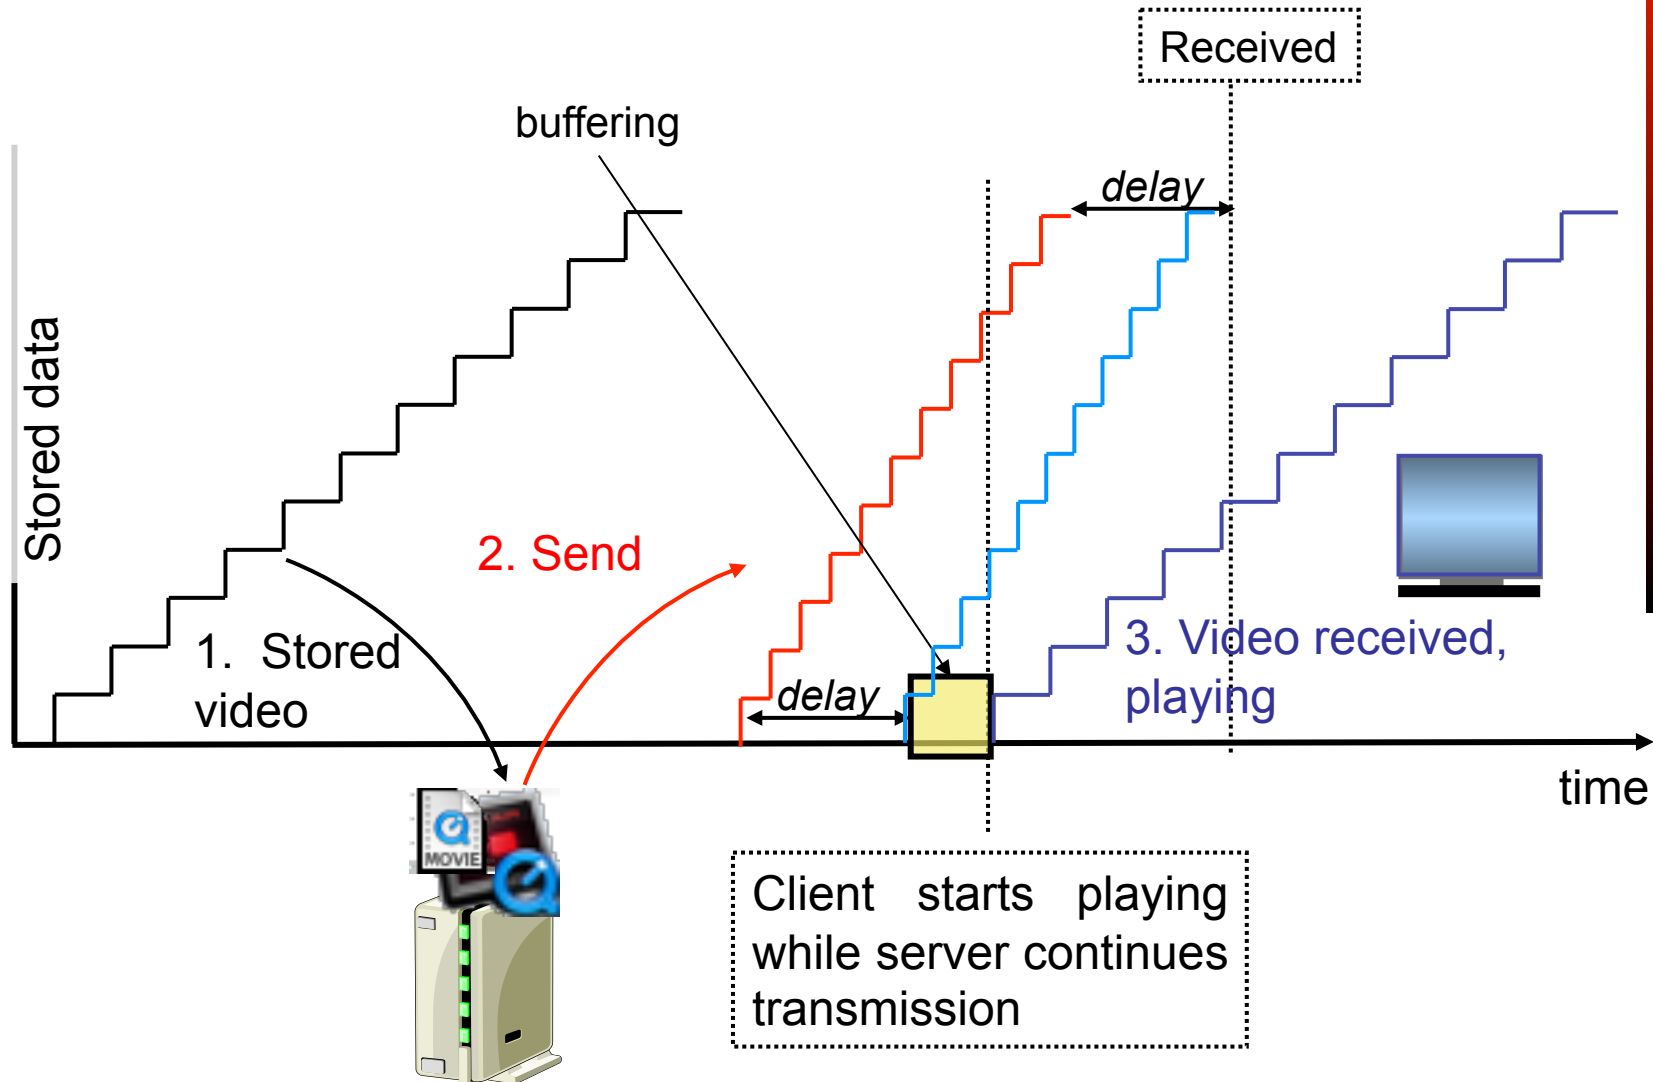 Received
buffering
delay
Stored data
2. Send
1. Stored
video
3. Video received,
playing
delay
time
MOVIE
Client starts playing
while server continues
transmission